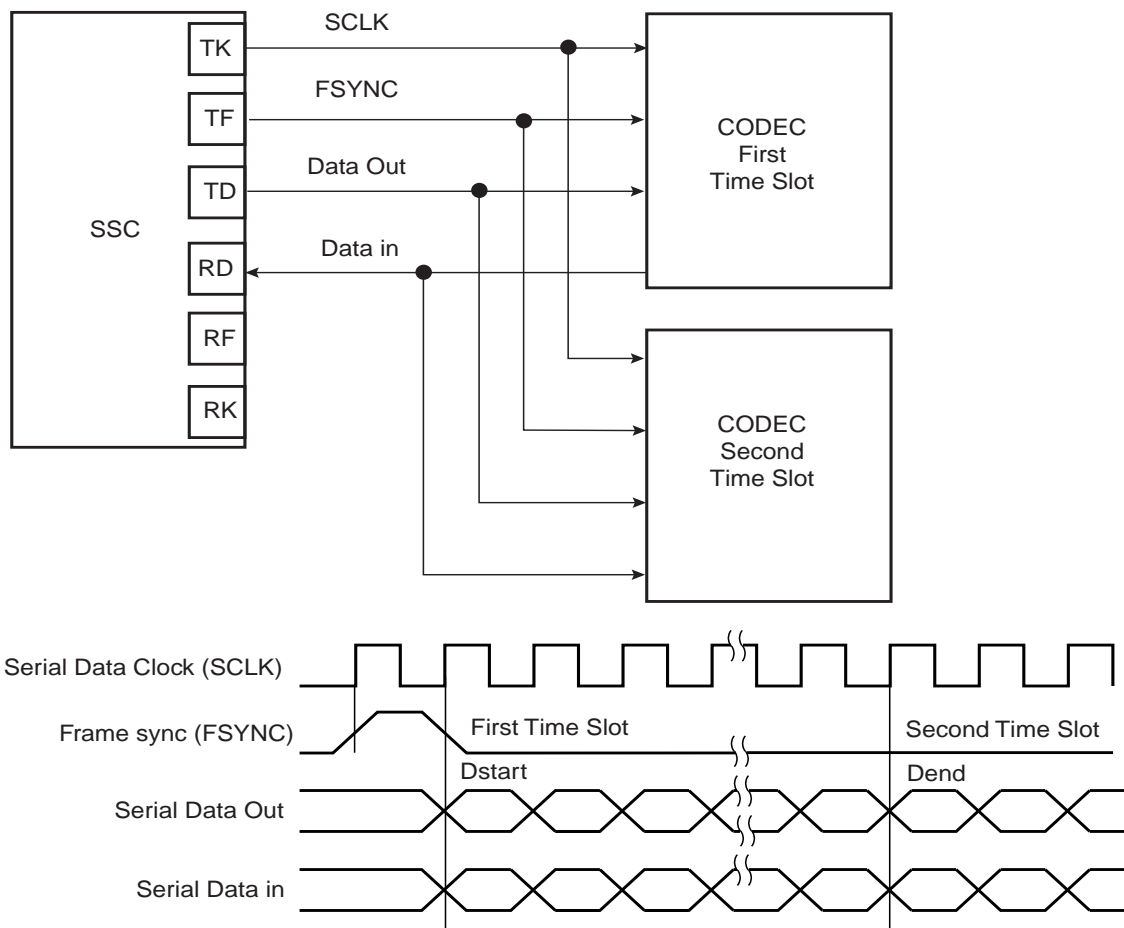 SSC
TK
TF
TD
RD
RF
RK
SCLK
FSYNC
Data Out
Data in
CODEC
First
Time Slot
CODEC
Second
Time Slot
Serial Data Clock (SCLK)
Frame sync (FSYNC)
First Time Slot
Second Time Slot
Dstart
Dend
Serial Data Out
Serial Data in